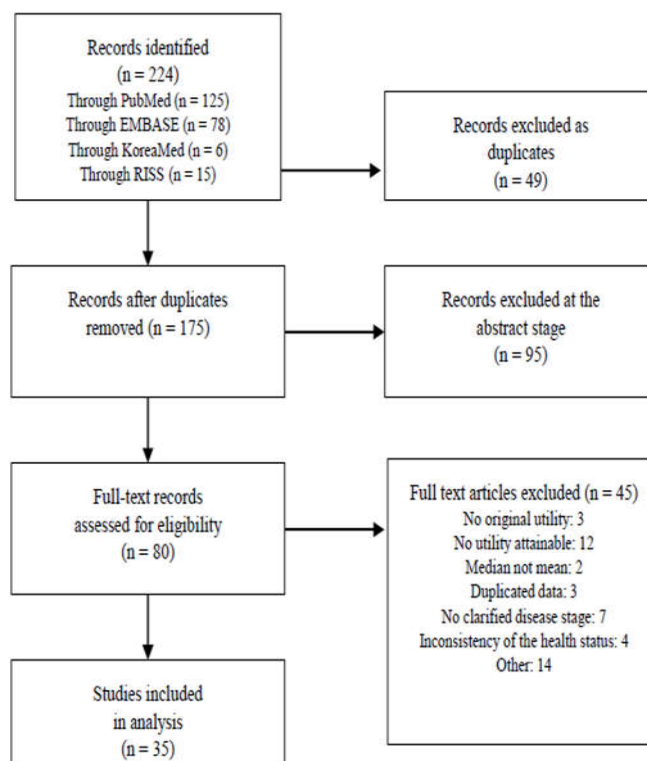 Records identified
(n = 224)
Through PubMed (n = 125)
Through EMBASE (n = 78)
Through KoreaMed (n = 6)
Through RISS (n = 15)
Records excluded as
duplicates
(n = 49)
Records after duplicates
removed (n = 175)
Records excluded at the
abstract stage
(n = 95)
Full-text records
assessed for eligibility
(n = 80)
Full text articles excluded (n = 45)
No original utility: 3
No utility attainable: 12
Median not mean: 2
Duplicated data: 3
No clarified disease stage: 7
Inconsistency of the health status: 4
Other: 14
Studies included
in analysis
(n = 35)